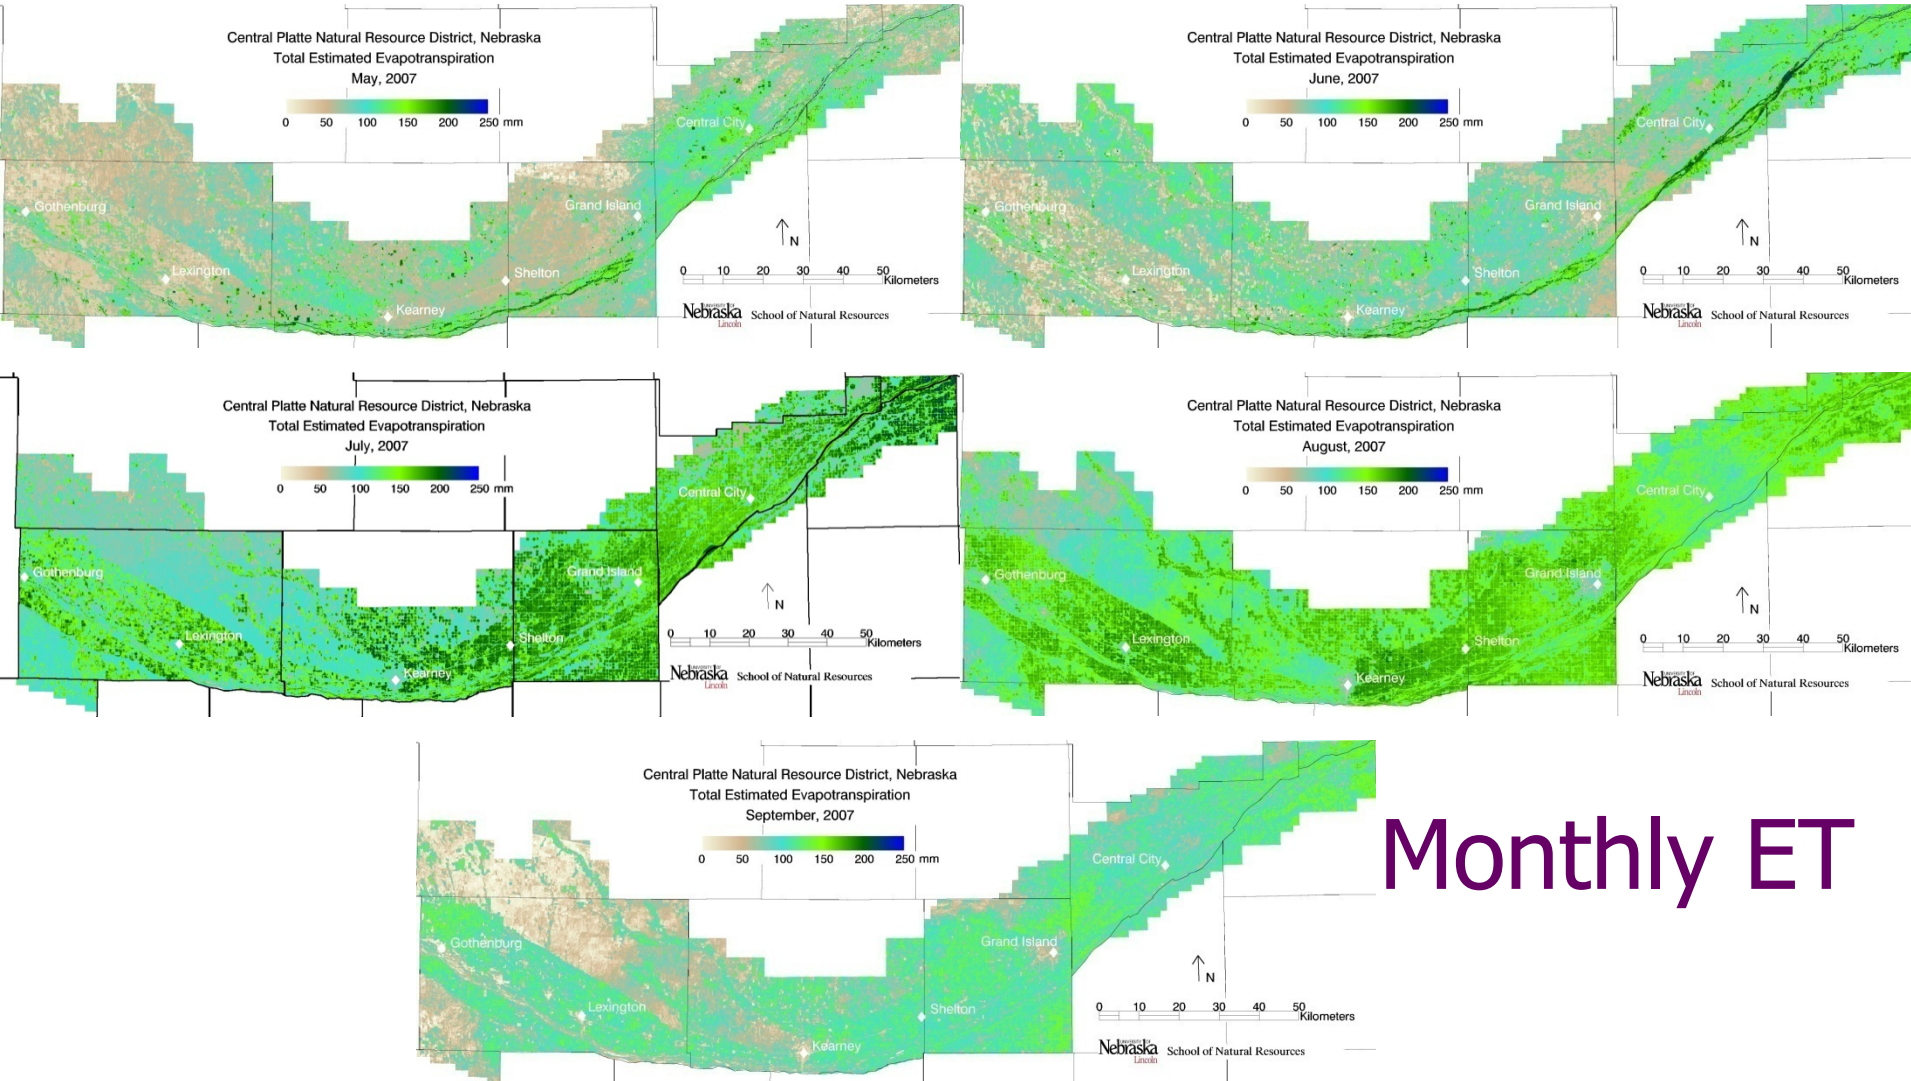 Central Platte Natural Resource District, Nebraska
Total Estimated Evapotranspiration
May, 2007
0 50 100 150 200 250 mm
Central City
Gothenburg
Grand Island
Lexington
Shelton
Kearney
N
0 10 20 30 40 50
Kilometers
UNIVERSITY OF
Nebraska
Lincoln
School of Natural Resources
Central Platte Natural Resource District, Nebraska
Total Estimated Evapotranspiration
June, 2007
0 50 100 150 200 250 mm
Central City
Gothenburg
Grand Island
Lexington
Shelton
Kearney
N
0 10 20 30 40 50
Kilometers
UNIVERSITY OF
Nebraska
Lincoln
School of Natural Resources
Central Platte Natural Resource District, Nebraska
Total Estimated Evapotranspiration
July, 2007
0 50 100 150 200 250 mm
Central City
Gothenburg
Grand Island
Lexington
Shelton
Kearney
N
0 10 20 30 40 50
Kilometers
UNIVERSITY OF
Nebraska
Lincoln
School of Natural Resources
Central Platte Natural Resource District, Nebraska
Total Estimated Evapotranspiration
August, 2007
0 50 100 150 200 250 mm
Central City
Gothenburg
Grand Island
Lexington
Shelton
Kearney
N
0 10 20 30 40 50
Kilometers
UNIVERSITY OF
Nebraska
Lincoln
School of Natural Resources
Central Platte Natural Resource District, Nebraska
Total Estimated Evapotranspiration
September, 2007
0 50 100 150 200 250 mm
Central City
Gothenburg
Grand Island
Lexington
Shelton
Kearney
N
0 10 20 30 40 50
Kilometers
UNIVERSITY OF
Nebraska
Lincoln
School of Natural Resources
Monthly ET